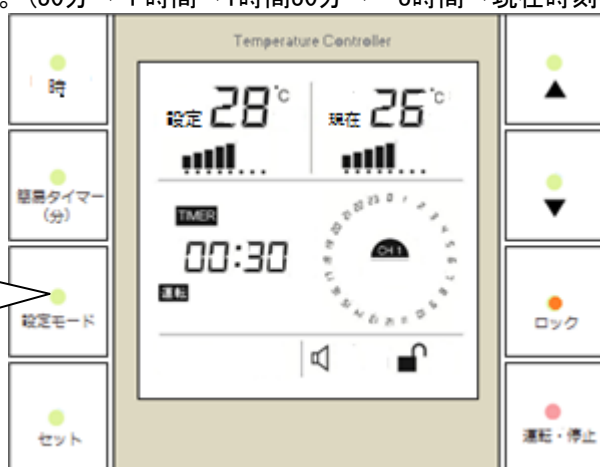 。(30分→1時間→1時間30分→…8時間→現在時刻
Temperature Controller
時
簡易タイマー
(分)
設定モード
セット
設定 28℃
現在 26℃
TIMER
00:30
運転
CH 1
▲
▼
ロック
運転・停止